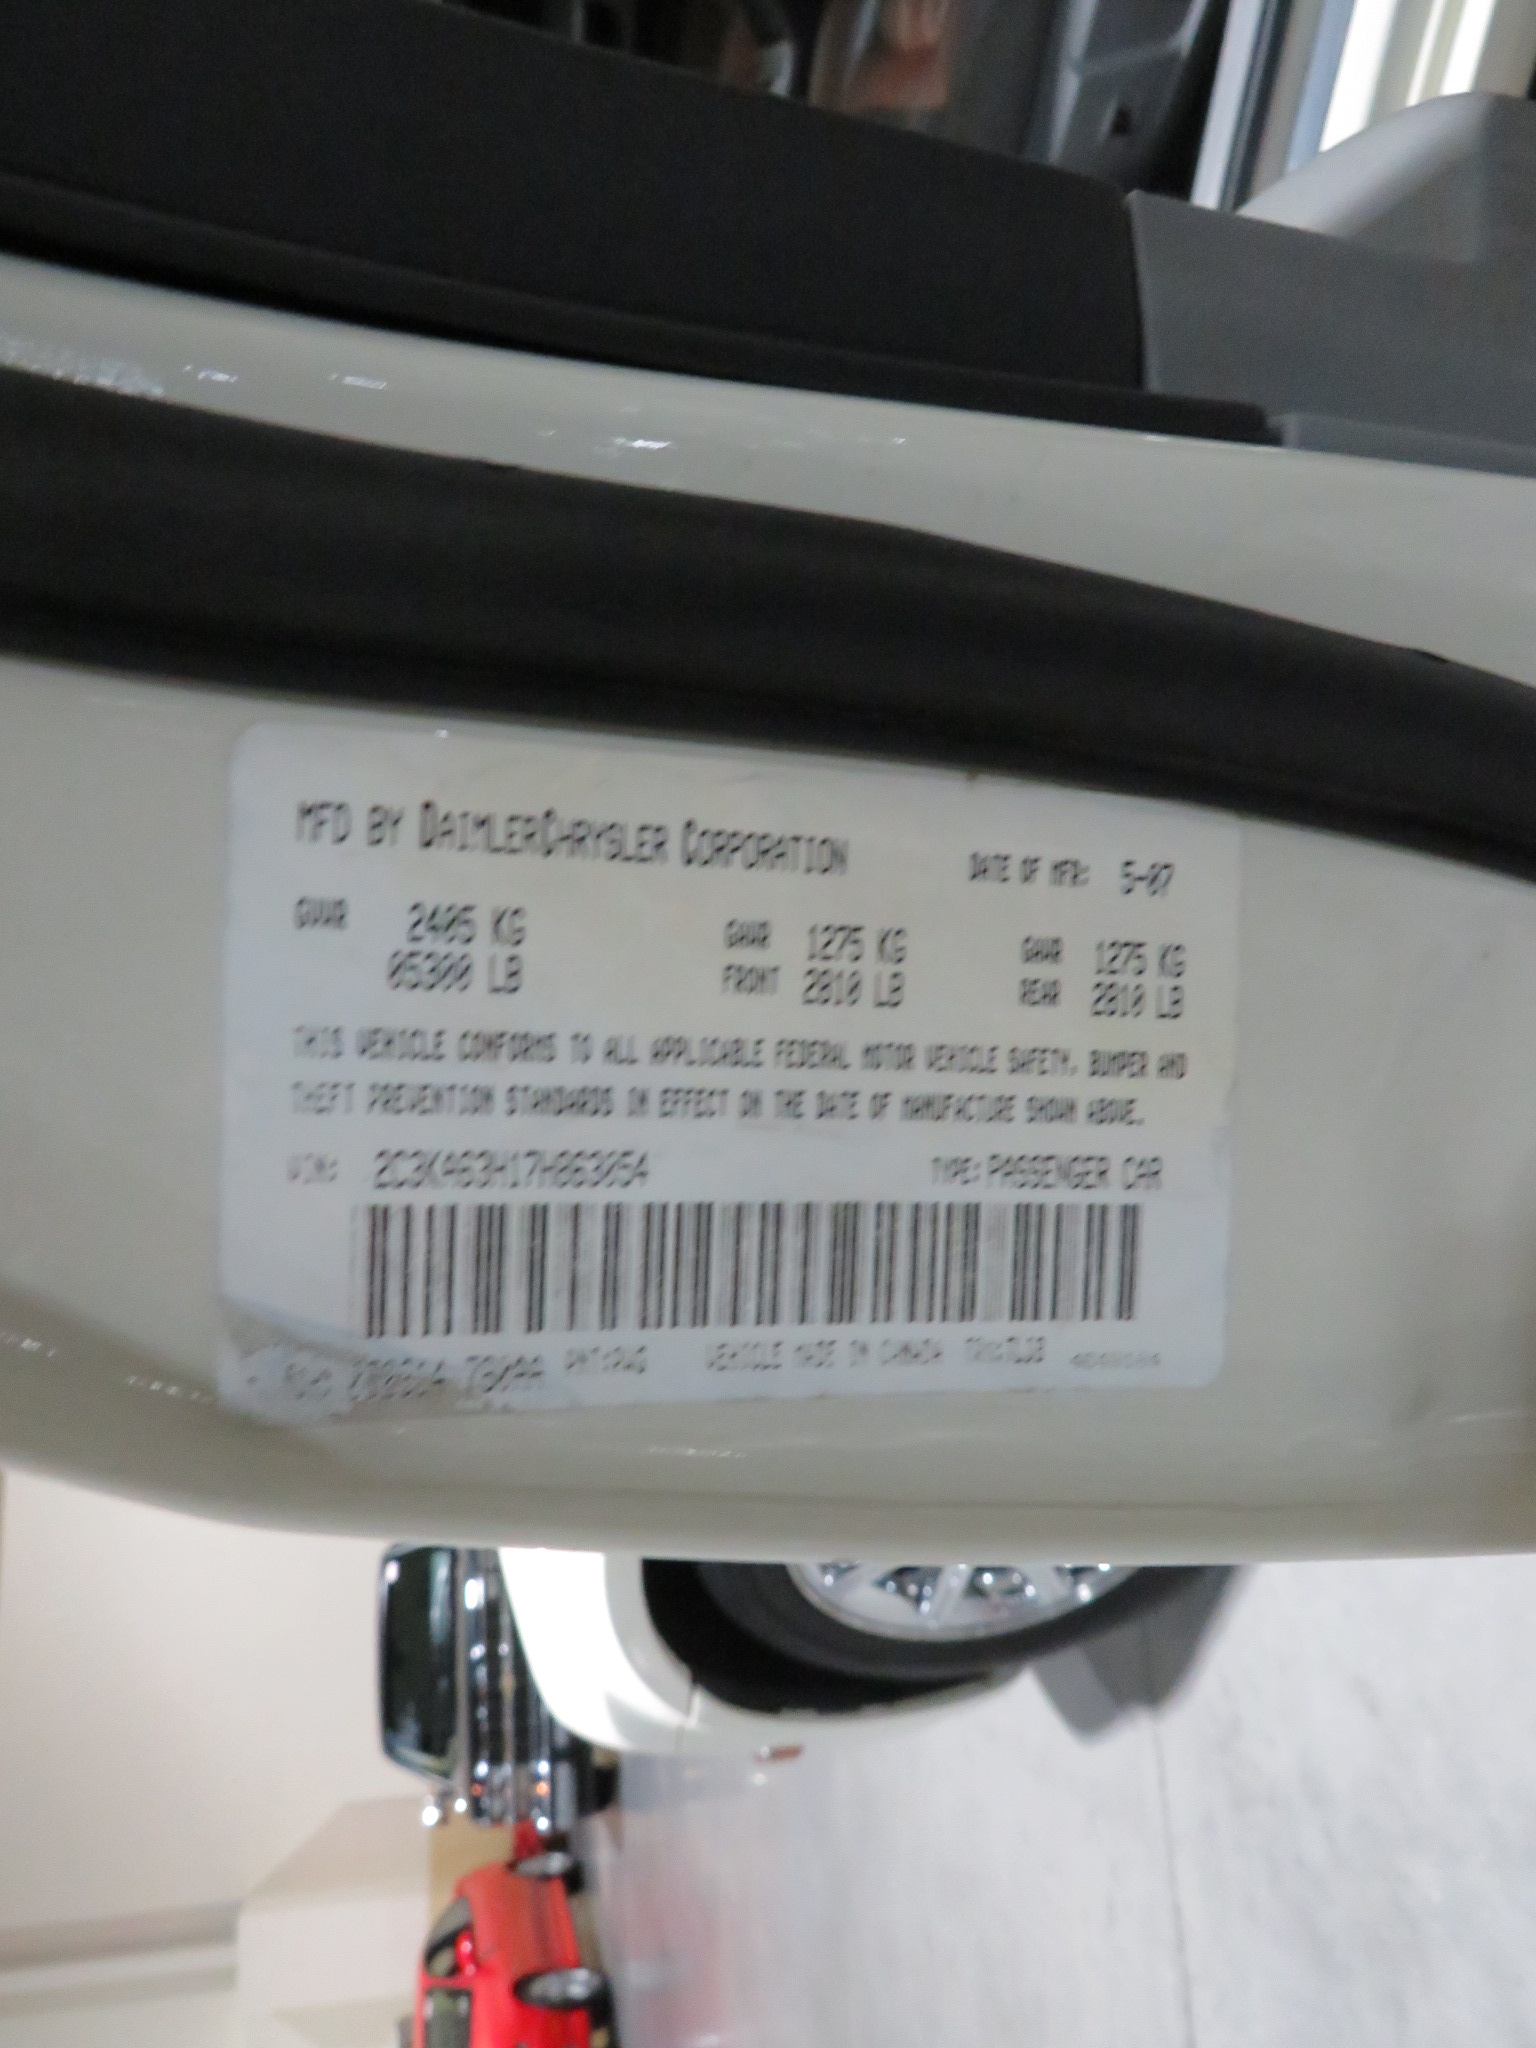 MFD BY DAIMLERCHRYSLER CORPORATION DATE OF MFR: 5-07
GVWR 2405 KG GAWR 1275 KG GAWR 1275 KG
05300 LB FRONT 2810 LB REAR 2810 LB
THIS VEHICLE CONFORMS TO ALL APPLICABLE FEDERAL MOTOR VEHICLE SAFETY, BUMPER AND
THEFT PREVENTION STANDARDS IN EFFECT ON THE DATE OF MANUFACTURE SHOWN ABOVE.
VIN: 2C3KA63H17H863054 TYPE: PASSENGER CAR
VEHICLE MADE IN CANADA